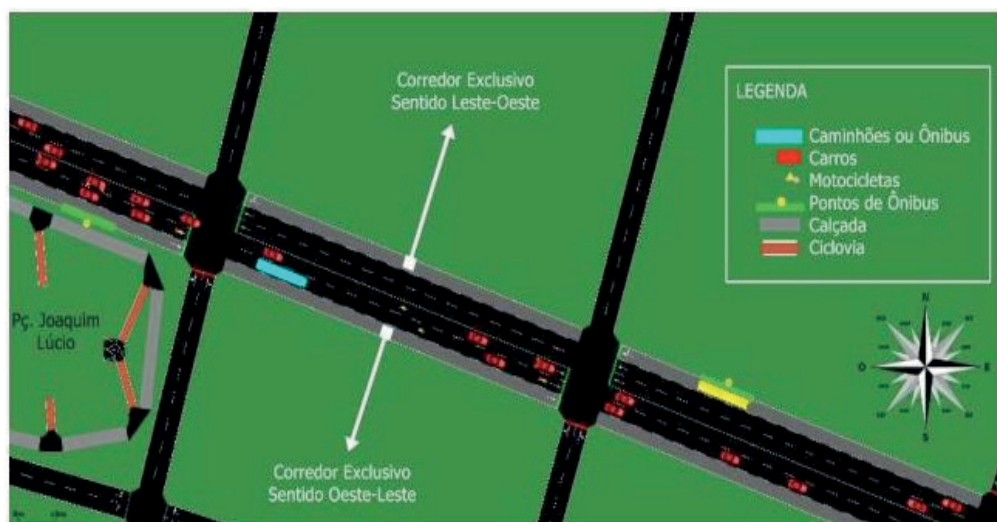 Corredor Exclusivo
Sentido Leste-Oeste
LEGENDA
Caminhões ou Ônibus
Carros
Motocicletas
Pontos de Ônibus
Calçada
Ciclovia
Pç. Joaquim
Lúcio
N
O
E
S
Corredor Exclusivo
Sentido Oeste-Leste